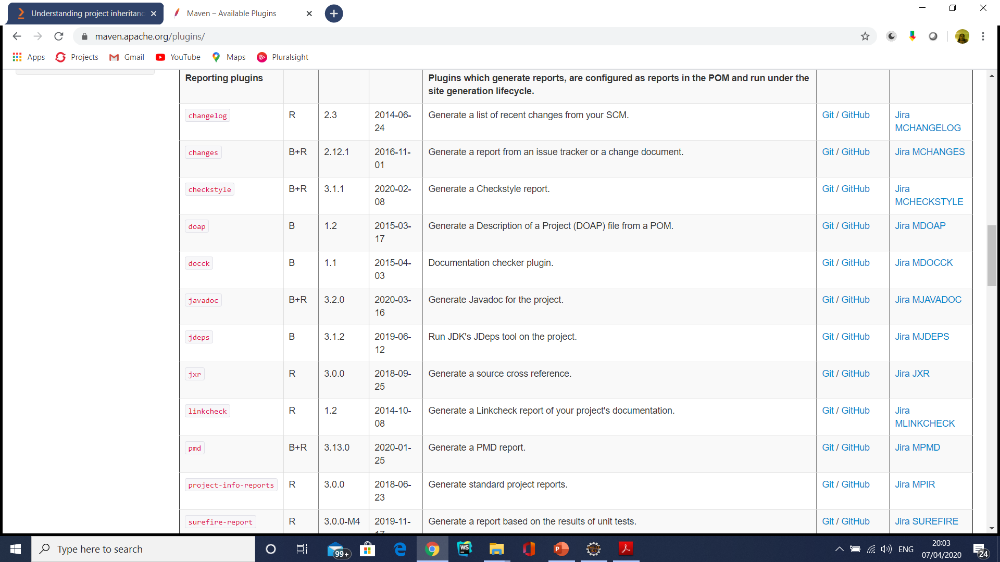 Understanding project inheritanc
Maven – Available Plugins
maven.apache.org/plugins/
Apps
Projects
Gmail
YouTube
Maps
Pluralsight
Reporting plugins
Plugins which generate reports, are configured as reports in the POM and run under the
site generation lifecycle.
changelog R 2.3 2014-06- Generate a list of recent changes from your SCM. Git / GitHub Jira
24 MCHANGELOG
changes B+R 2.12.1 2016-11- Generate a report from an issue tracker or a change document. Git / GitHub Jira MCHANGES
01
checkstyle B+R 3.1.1 2020-02- Generate a Checkstyle report. Git / GitHub Jira
08 MCHECKSTYLE
doap B 1.2 2015-03- Generate a Description of a Project (DOAP) file from a POM. Git / GitHub Jira MDOAP
17
docck B 1.1 2015-04- Documentation checker plugin. Git / GitHub Jira MDOCCK
03
javadoc B+R 3.2.0 2020-03- Generate Javadoc for the project. Git / GitHub Jira MJAVADOC
16
jdeps B 3.1.2 2019-06- Run JDK's JDeps tool on the project. Git / GitHub Jira MJDEPS
12
jxr R 3.0.0 2018-09- Generate a source cross reference. Git / GitHub Jira JXR
25
linkcheck R 1.2 2014-10- Generate a Linkcheck report of your project's documentation. Git / GitHub Jira
08 MLINKCHECK
pmd B+R 3.13.0 2020-01- Generate a PMD report. Git / GitHub Jira MPMD
25
project-info-reports R 3.0.0 2018-06- Generate standard project reports. Git / GitHub Jira MPIR
23
surefire-report R 3.0.0-M4 2019-11- Generate a report based on the results of unit tests. Git / GitHub Jira SUREFIRE
17
Type here to search
99+
WS
P
ENG
20:03
07/04/2020
24